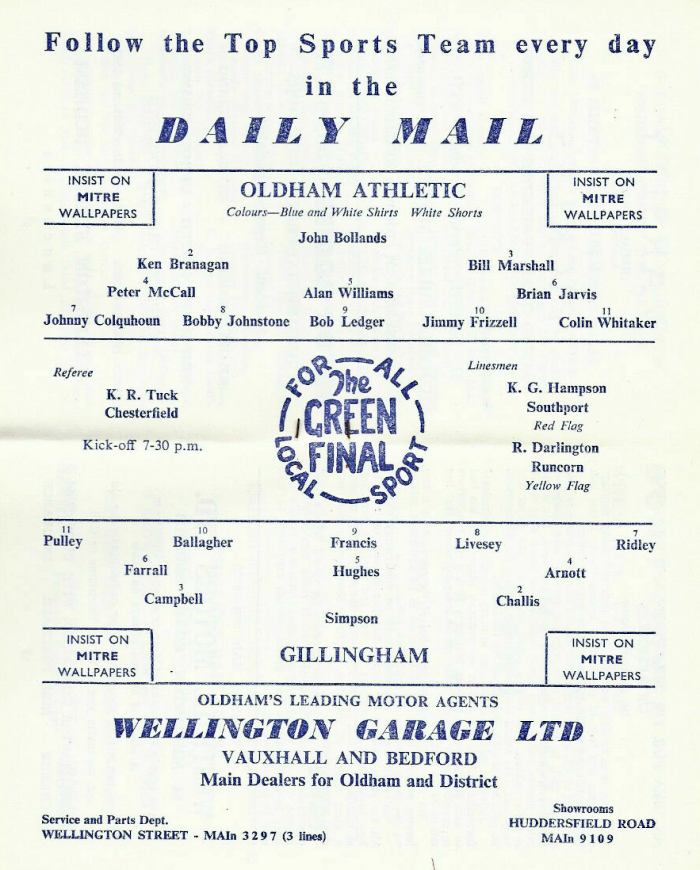 Follow the Top Sports Team every day
in the
DAILY MAIL
INSIST ON
MITRE
WALLPAPERS
OLDHAM ATHLETIC
Colours—Blue and White Shirts White Shorts
INSIST ON
MITRE
WALLPAPERS
John Bollands
2 3
Ken Branagan Bill Marshall
4 5 6
Peter McCall Alan Williams Brian Jarvis
7 8 9 10 11
Johnny Colquhoun Bobby Johnstone Bob Ledger Jimmy Frizzell Colin Whitaker
Referee
K. R. Tuck
Chesterfield
Kick-off 7-30 p.m.
FOR ALL
The
GREEN
FINAL
LOCAL SPORT
Linesmen
K. G. Hampson
Southport
Red Flag
R. Darlington
Runcorn
Yellow Flag
11 10 9 8 7
Pulley Ballagher Francis Livesey Ridley
6 5 4
Farrall Hughes Arnott
3 2
Campbell Challis
Simpson
INSIST ON
MITRE
WALLPAPERS
GILLINGHAM
INSIST ON
MITRE
WALLPAPERS
OLDHAM'S LEADING MOTOR AGENTS
WELLINGTON GARAGE LTD
VAUXHALL AND BEDFORD
Main Dealers for Oldham and District
Service and Parts Dept.
WELLINGTON STREET - MAIn 3297 (3 lines)
Showrooms
HUDDERSFIELD ROAD
MAIn 9109